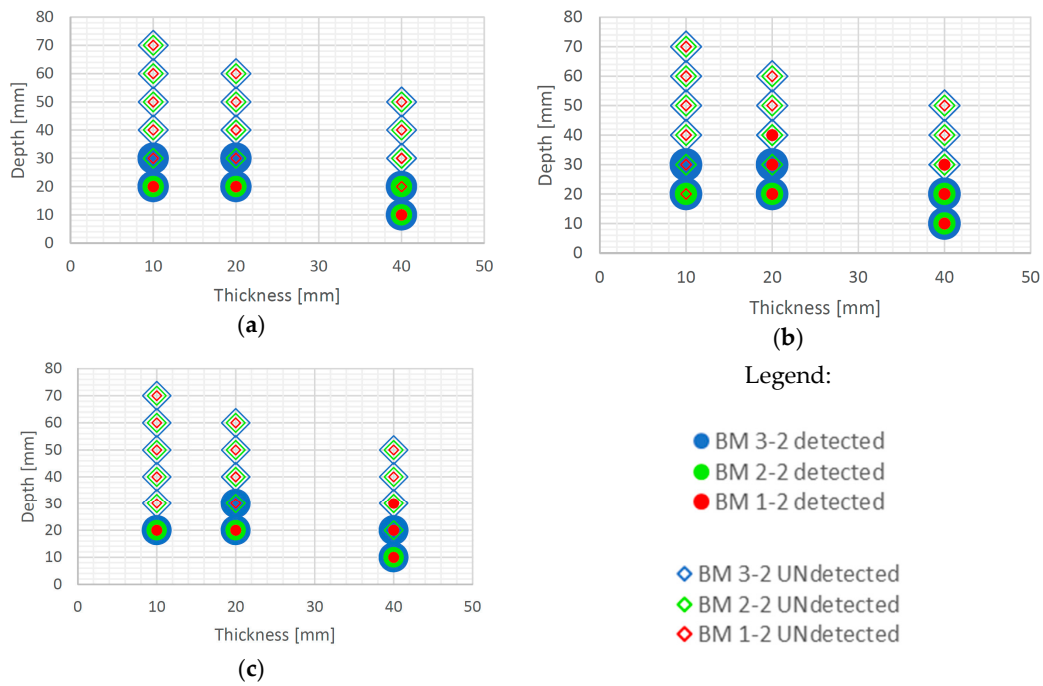 80
70
60
50
40
30
20
10
0
Depth [mm]
0 10 20 30 40 50
Thickness [mm]
(a)
80
70
60
50
40
30
20
10
0
Depth [mm]
0 10 20 30 40 50
Thickness [mm]
(b)
80
70
60
50
40
30
20
10
0
Depth [mm]
0 10 20 30 40 50
Thickness [mm]
(c)
Legend:
BM 3-2 detected
BM 2-2 detected
BM 1-2 detected
BM 3-2 UNdetected
BM 2-2 UNdetected
BM 1-2 UNdetected